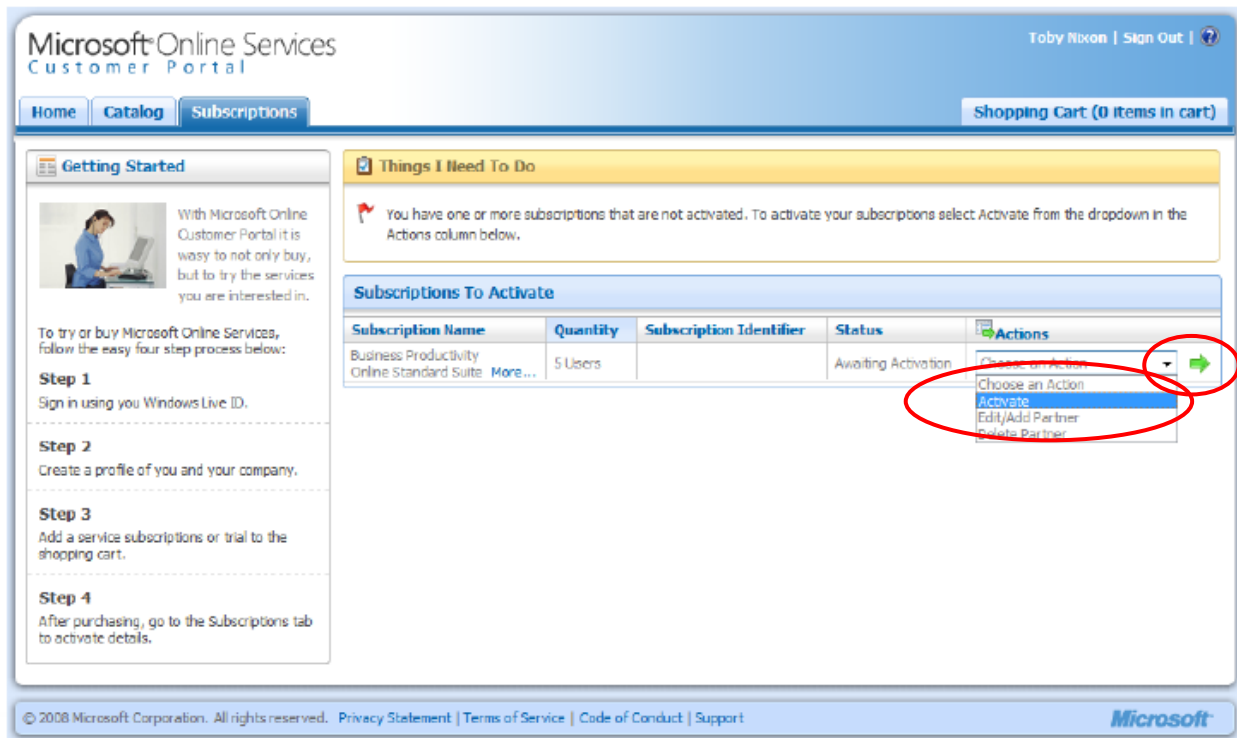 Microsoft® Online Services
Customer Portal
Toby Nixon | Sign Out | ?
Home Catalog Subscriptions
Shopping Cart (0 items in cart)
Getting Started
With Microsoft Online
Customer Portal it is
wasy to not only buy,
but to try the services
you are interested in.
To try or buy Microsoft Online Services,
follow the easy four step process below:
Step 1
Sign in using you Windows Live ID.
Step 2
Create a profile of you and your company.
Step 3
Add a service subscriptions or trial to the
shopping cart.
Step 4
After purchasing, go to the Subscriptions tab
to activate details.
Things I Need To Do
You have one or more subscriptions that are not activated. To activate your subscriptions select Activate from the dropdown in the
Actions column below.
Subscriptions To Activate
Subscription Name Quantity Subscription Identifier Status Actions
Business Productivity
Online Standard Suite More... 5 Users Awaiting Activation Choose an Action
Choose an Action
Activate
Edit/Add Partner
Delete Partner
© 2008 Microsoft Corporation. All rights reserved. Privacy Statement | Terms of Service | Code of Conduct | Support
Microsoft